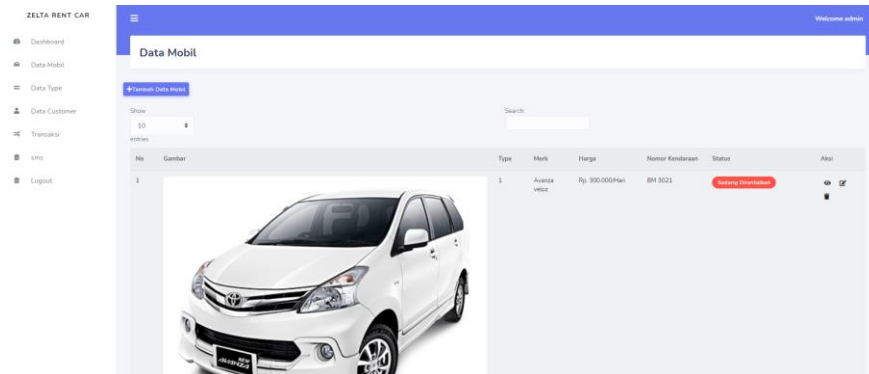 ZELTA RENT CAR
Welcome admin
Dashboard
Data Mobil
Data Type
Data Customer
Transaksi
sms
Logout
Data Mobil
+Tambah Data Mobil
Show
10
entries
Search:
No Gambar Type Merk Harga Nomor Kendaraan Status Aksi
1 1 Avanza veloz Rp. 300.000/Hari BM 3021
NEW
AVANZA